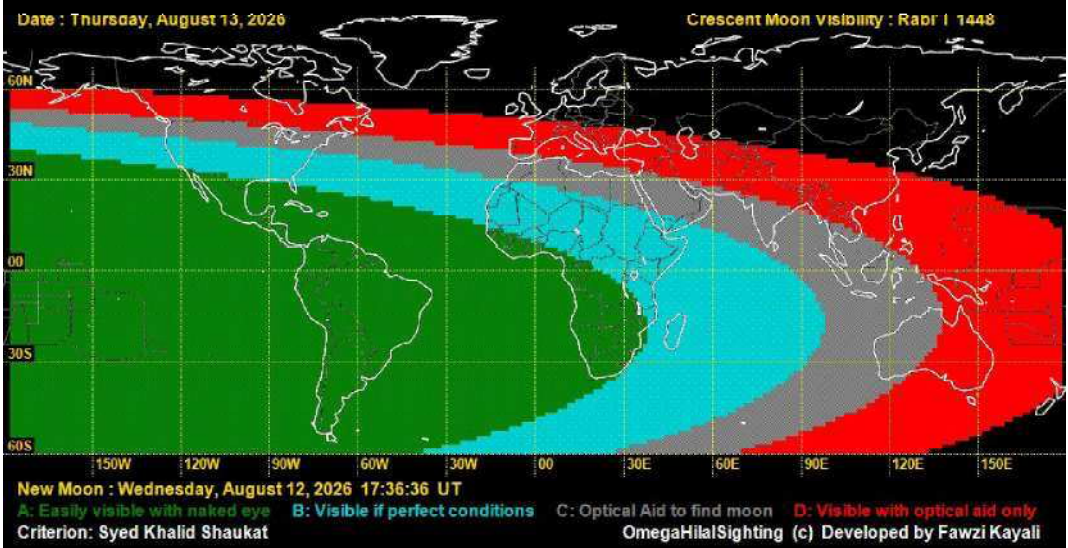 Date : Thursday, August 13, 2026 Crescent Moon Visibility : Rabi' I 1448
60N
30N
00
30S
60S
150W 120W 90W 60W 30W 00 30E 60E 90E 120E 150E
New Moon : Wednesday, August 12, 2026 17:36:36 UT
A: Easily visible with naked eye B: Visible if perfect conditions C: Optical Aid to find moon D: Visible with optical aid only
Criterion: Syed Khalid Shaukat OmegaHilalSighting (c) Developed by Fawzi Kayali